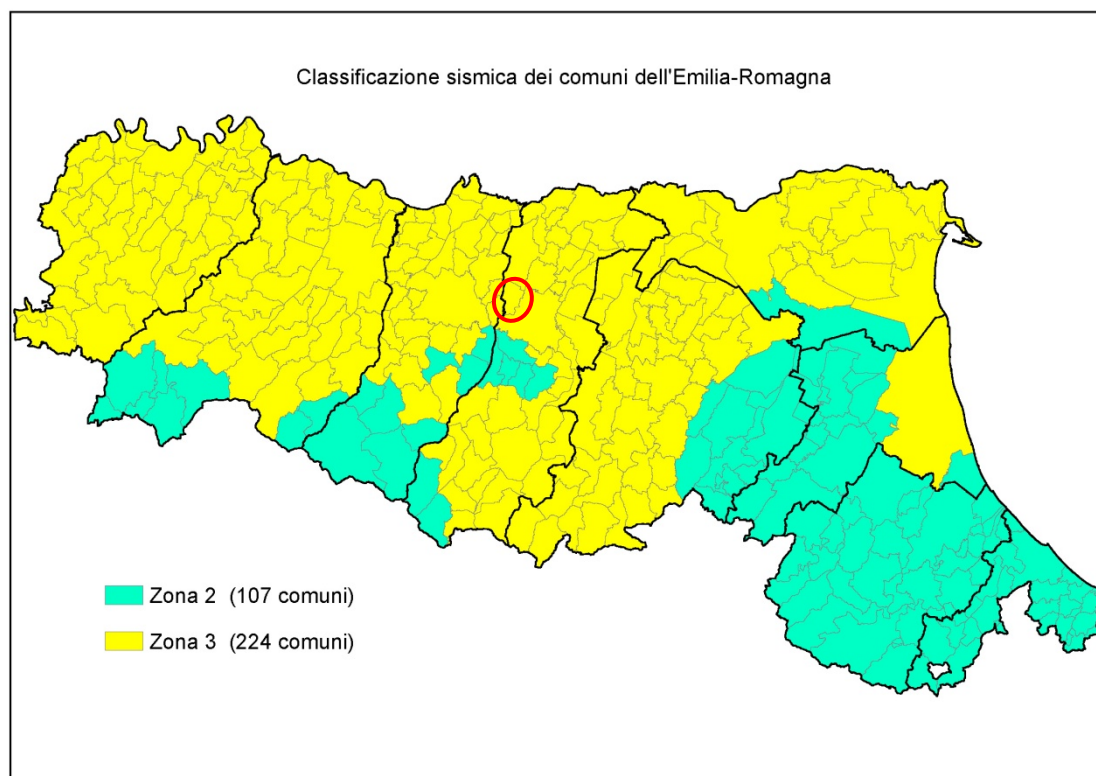 Classificazione sismica dei comuni dell'Emilia-Romagna
Zona 2 (107 comuni)
Zona 3 (224 comuni)